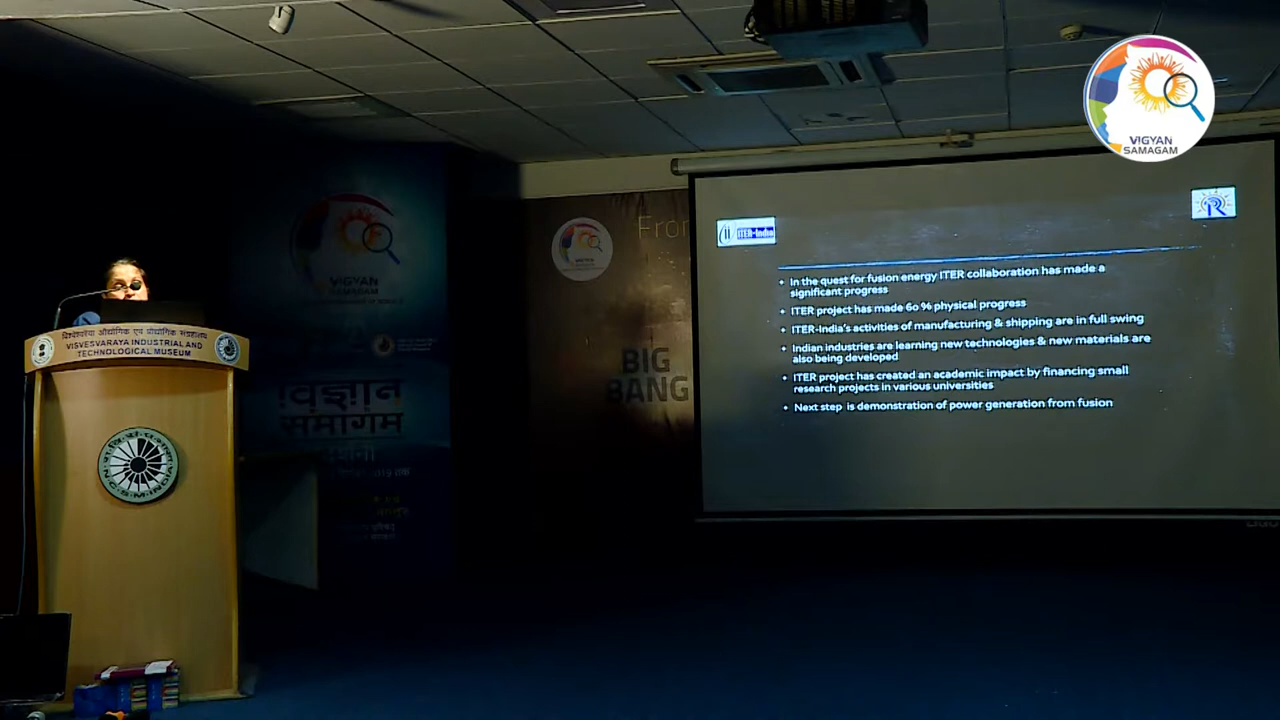 VIGYAN
SAMAGAM
ITER-India
• In the quest for fusion energy ITER collaboration has made a
significant progress
• ITER project has made 60 % physical progress
• ITER-India's activities of manufacturing & shipping are in full swing
• Indian industries are learning new technologies & new materials are
also being developed
• ITER project has created an academic impact by financing small
research projects in various universities
• Next step is demonstration of power generation from fusion
VIGYAN
SAMAGAM
विज्ञान
समागम
BIG
BANG
विश्वेश्वरैया औद्योगिक एवं प्रौद्योगिक संग्रहालय
VISVESVARAYA INDUSTRIAL AND
TECHNOLOGICAL MUSEUM
N.C.S.M-INDIA